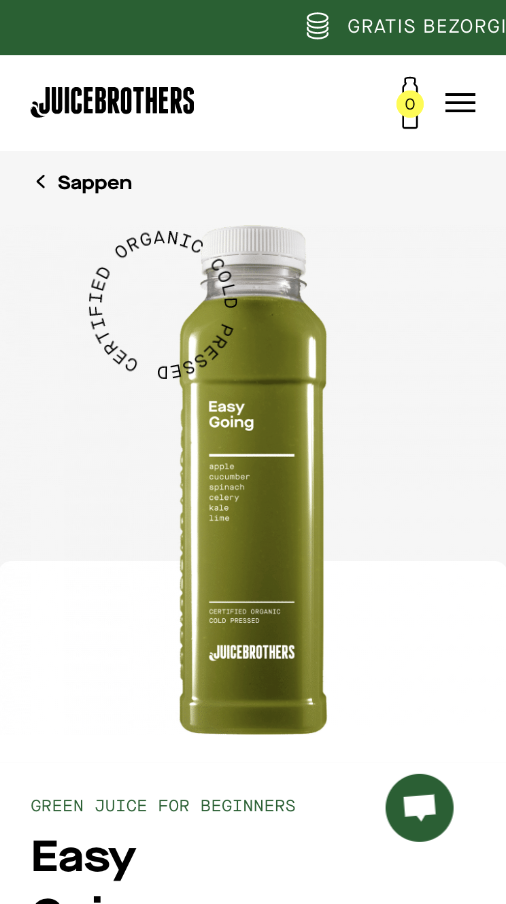 GRATIS BEZORGI
JUICEBROTHERS
0
Sappen
CERTIFIED ORGANIC COLD PRESSED
Easy
Going
apple
cucumber
spinach
celery
kale
lime
CERTIFIED ORGANIC
COLD PRESSED
JUICEBROTHERS
GREEN JUICE FOR BEGINNERS
Easy